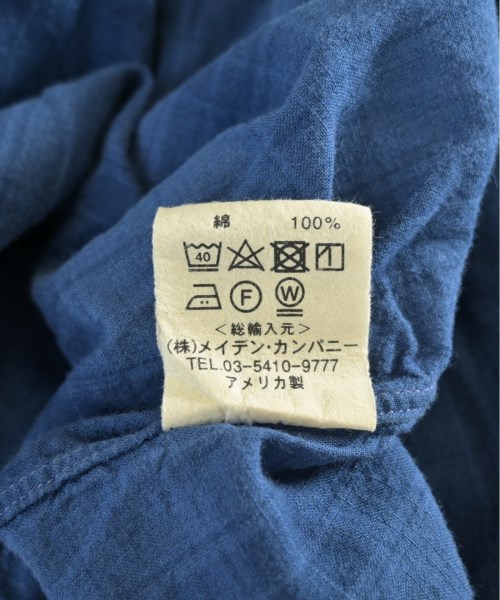 綿 100%
40
F W
<総輸入元>
(株)メイデン・カンパニー
TEL.03-5410-9777
アメリカ製